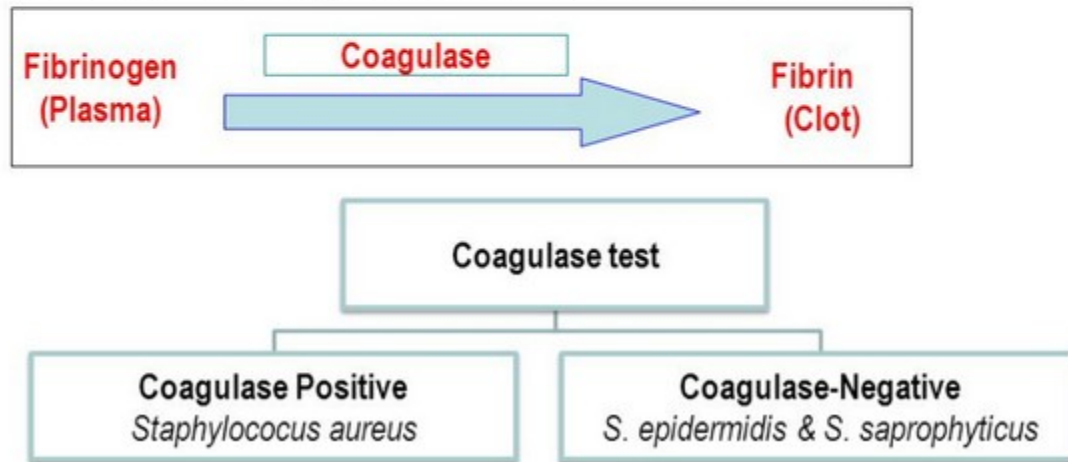 Fibrinogen
(Plasma)
Coagulase
Fibrin
(Clot)
Coagulase test
Coagulase Positive
Staphylococus aureus
Coagulase-Negative
S. epidermidis & S. saprophyticus